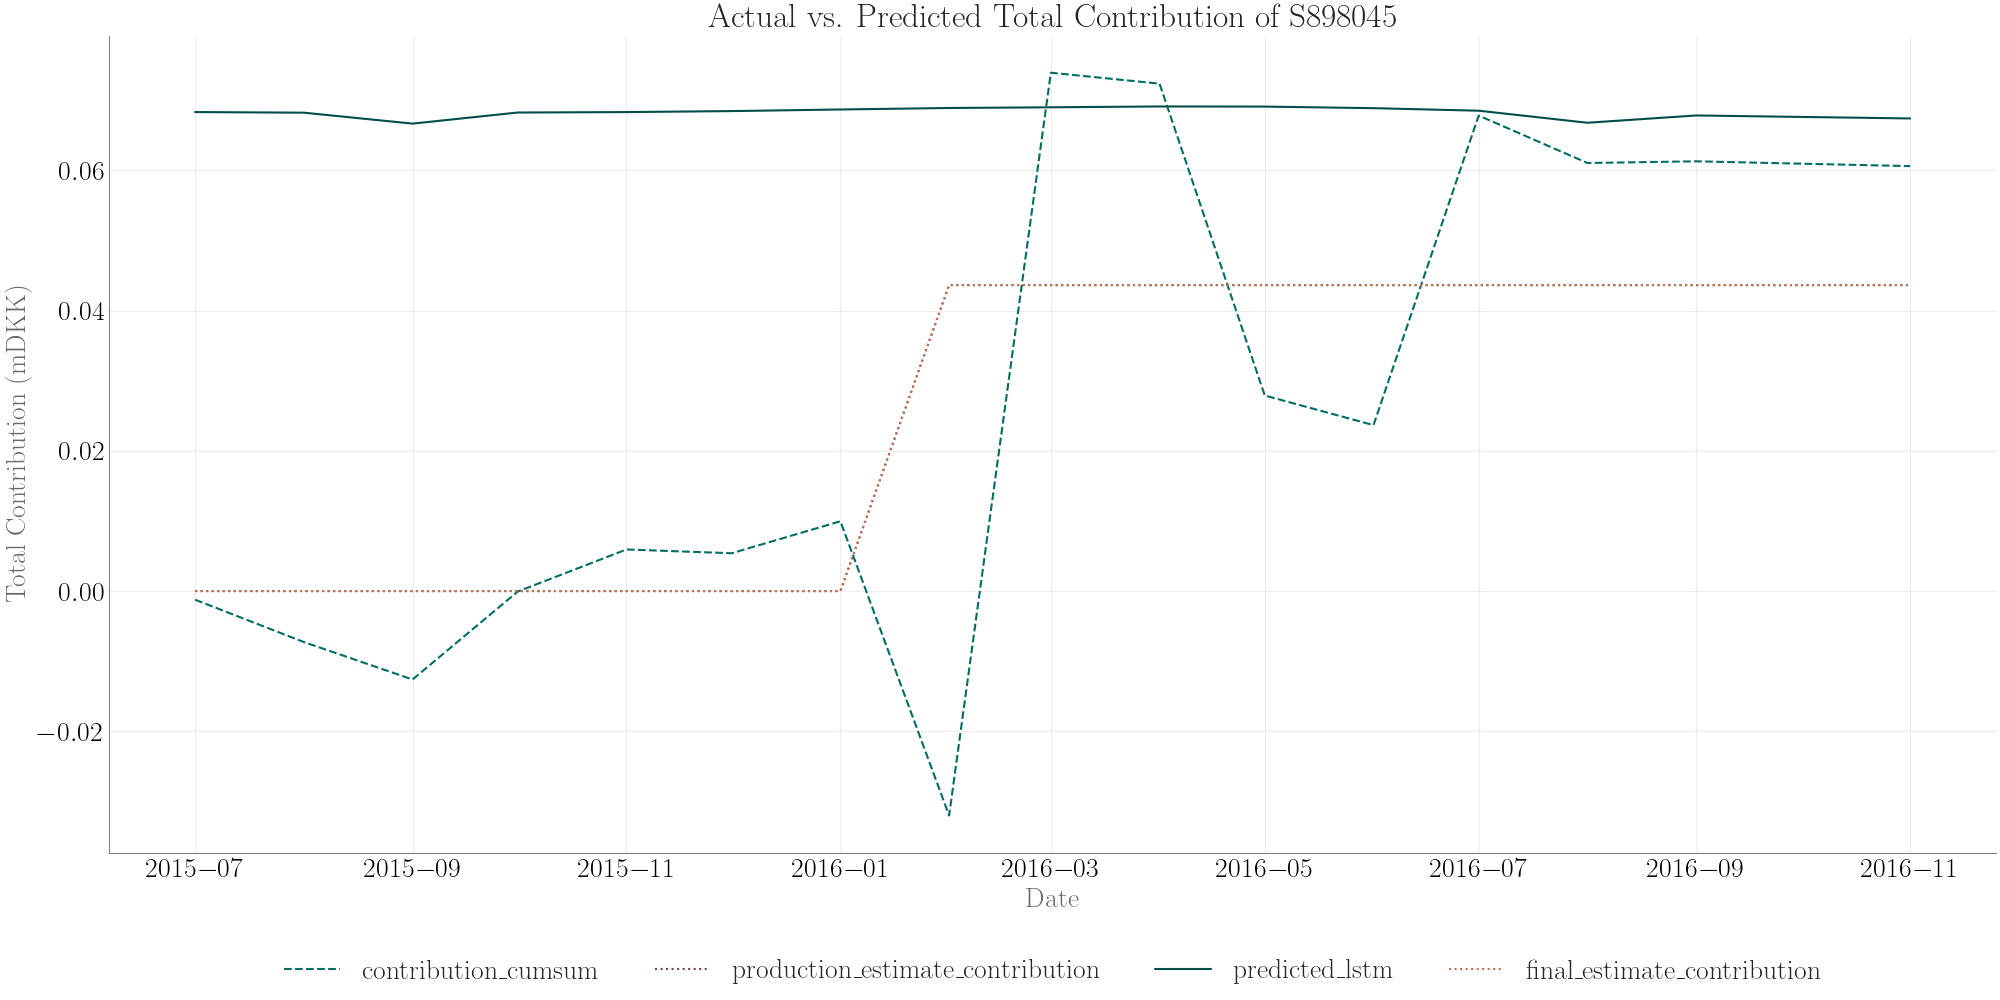 Actual vs. Predicted Total Contribution of S898045
Total Contribution (mDKK)
0.06
0.04
0.02
0.00
−0.02
2015−07 2015−09 2015−11 2016−01 2016−03 2016−05 2016−07 2016−09 2016−11
Date
contribution_cumsum production_estimate_contribution predicted_lstm final_estimate_contribution